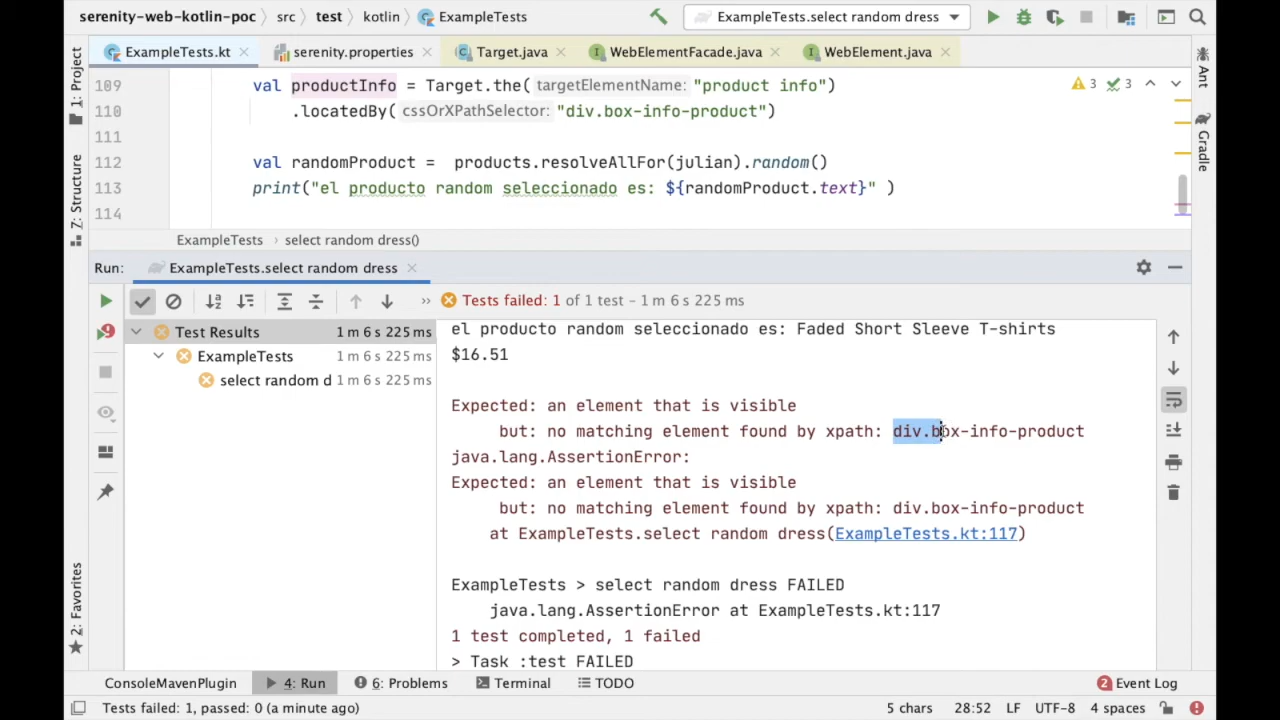 serenity-web-kotlin-poc src test kotlin ExampleTests ExampleTests.select random dress
ExampleTests.kt serenity.properties Target.java WebElementFacade.java WebElement.java
1: Project
Z: Structure
2: Favorites
Ant
Gradle
109 val productInfo = Target.the( targetElementName: "product info") 3 3
110 .locatedBy( cssOrXPathSelector: "div.box-info-product")
111
112 val randomProduct = products.resolveAllFor(julian).random()
113 print("el producto random seleccionado es: ${randomProduct.text}" )
114
ExampleTests select random dress()
Run: ExampleTests.select random dress
Tests failed: 1 of 1 test – 1 m 6 s 225 ms
Test Results 1 m 6 s 225 ms
ExampleTests 1 m 6 s 225 ms
select random d 1 m 6 s 225 ms
el producto random seleccionado es: Faded Short Sleeve T-shirts
$16.51
Expected: an element that is visible
but: no matching element found by xpath: div.box-info-product
java.lang.AssertionError:
Expected: an element that is visible
but: no matching element found by xpath: div.box-info-product
at ExampleTests.select random dress(ExampleTests.kt:117)
ExampleTests > select random dress FAILED
java.lang.AssertionError at ExampleTests.kt:117
1 test completed, 1 failed
> Task :test FAILED
ConsoleMavenPlugin 4: Run 6: Problems Terminal TODO 2 Event Log
Tests failed: 1, passed: 0 (a minute ago) 5 chars 28:52 LF UTF-8 4 spaces